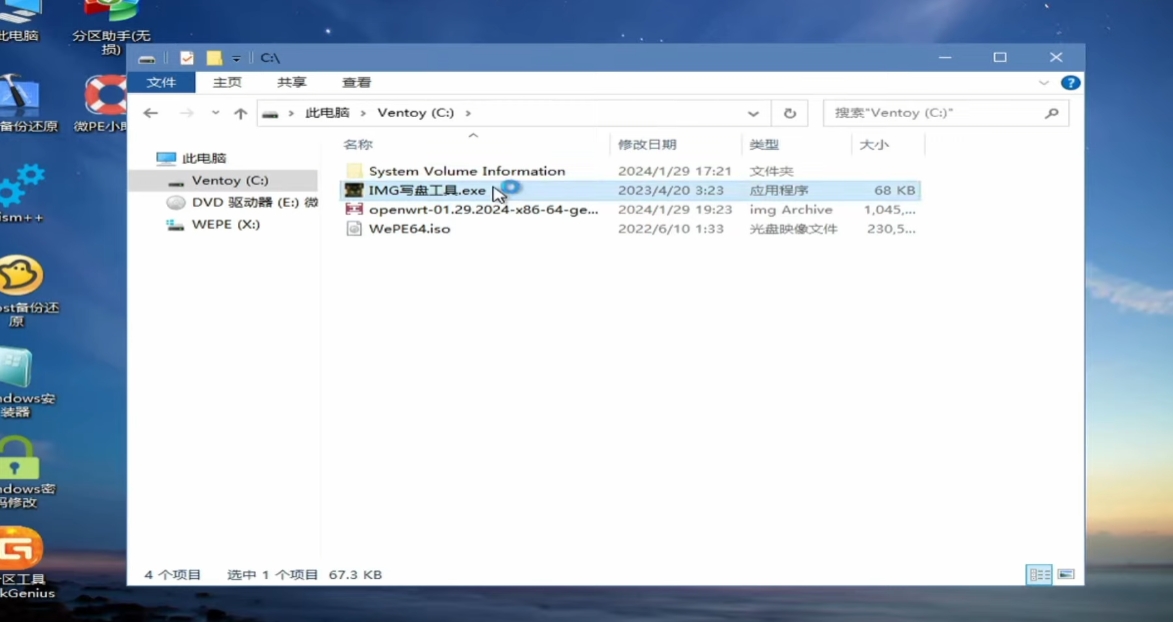 此电脑
分区助手(无
损)
C:\
文件 主页 共享 查看
此电脑 Ventoy (C:)
搜索"Ventoy (C:)"
名称 修改日期 类型 大小
System Volume Information 2024/1/29 17:21 文件夹
IMG写盘工具.exe 2023/4/20 3:23 应用程序 68 KB
openwrt-01.29.2024-x86-64-ge... 2024/1/29 19:23 img Archive 1,045,...
WePE64.iso 2022/6/10 1:33 光盘映像文件 230,5...
此电脑
Ventoy (C:)
DVD 驱动器 (E:) 微
WEPE (X:)
备份还原
微PE小
ism++
ost备份还
原
ndows安
装器
ndows密
码修改
区工具
kGenius
4 个项目 选中 1 个项目 67.3 KB